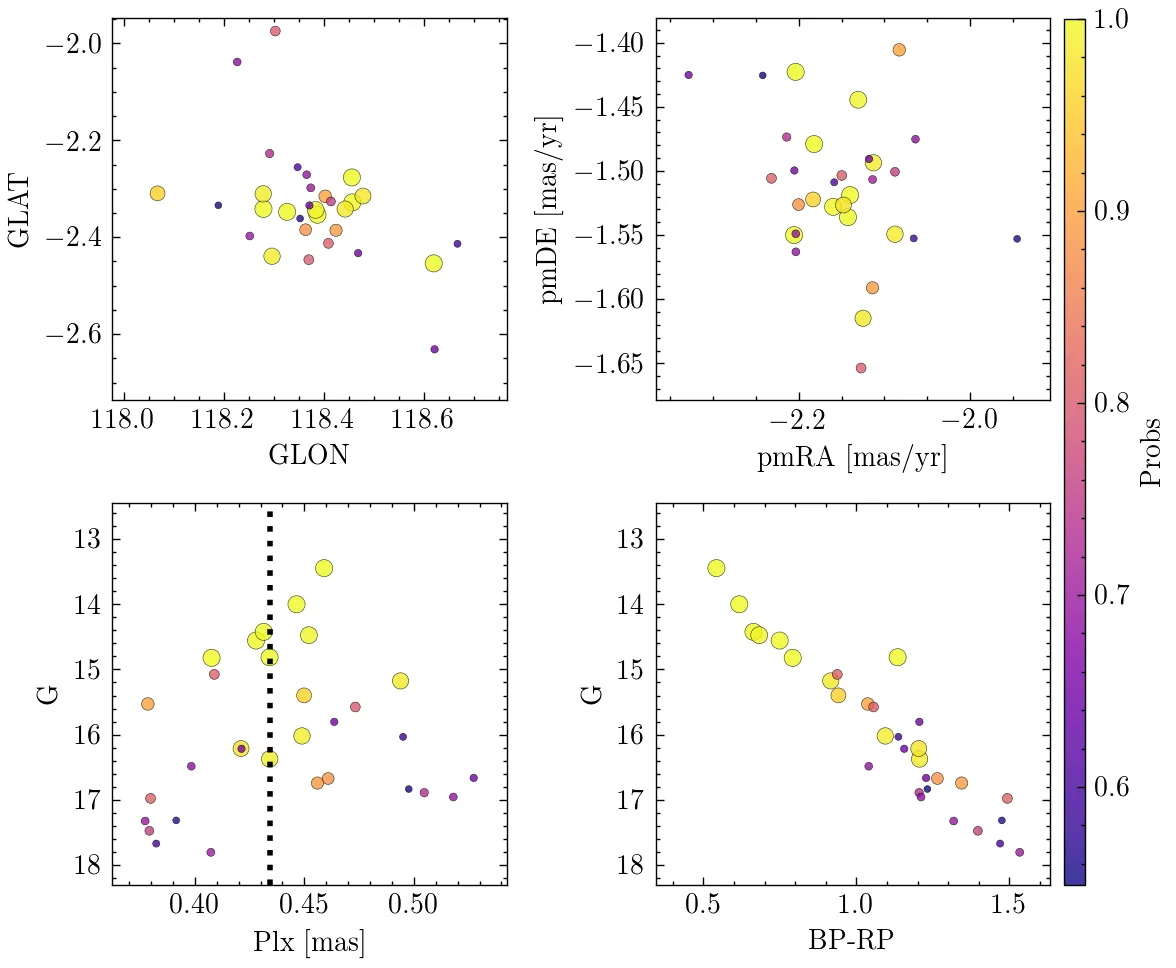 −2.0
−2.2
−2.4
−2.6
GLAT
118.0 118.2 118.4 118.6
GLON
−1.40
−1.45
−1.50
−1.55
−1.60
−1.65
pmDE [mas/yr]
−2.2 −2.0
pmRA [mas/yr]
13
14
15
16
17
18
G
0.40 0.45 0.50
Plx [mas]
13
14
15
16
17
18
G
0.5 1.0 1.5
BP-RP
1.0
0.9
0.8
0.7
0.6
Probs